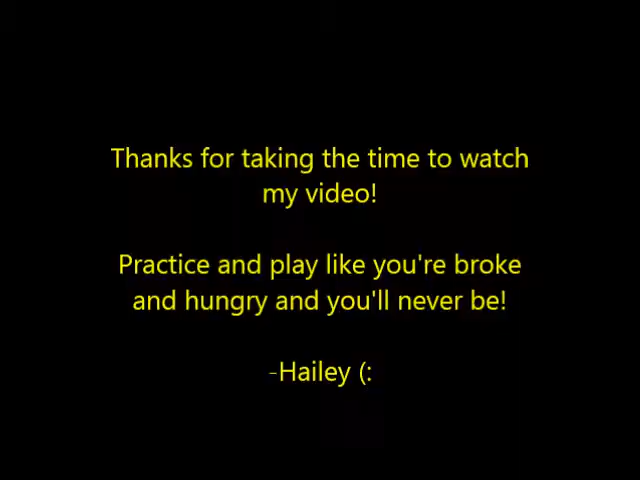 Thanks for taking the time to watch
my video!
Practice and play like you're broke
and hungry and you'll never be!
-Hailey (: